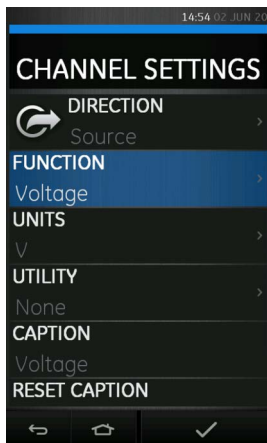 14:54 02 JUN 20
CHANNEL SETTINGS
DIRECTION
Source
FUNCTION
Voltage
UNITS
V
UTILITY
None
CAPTION
Voltage
RESET CAPTION